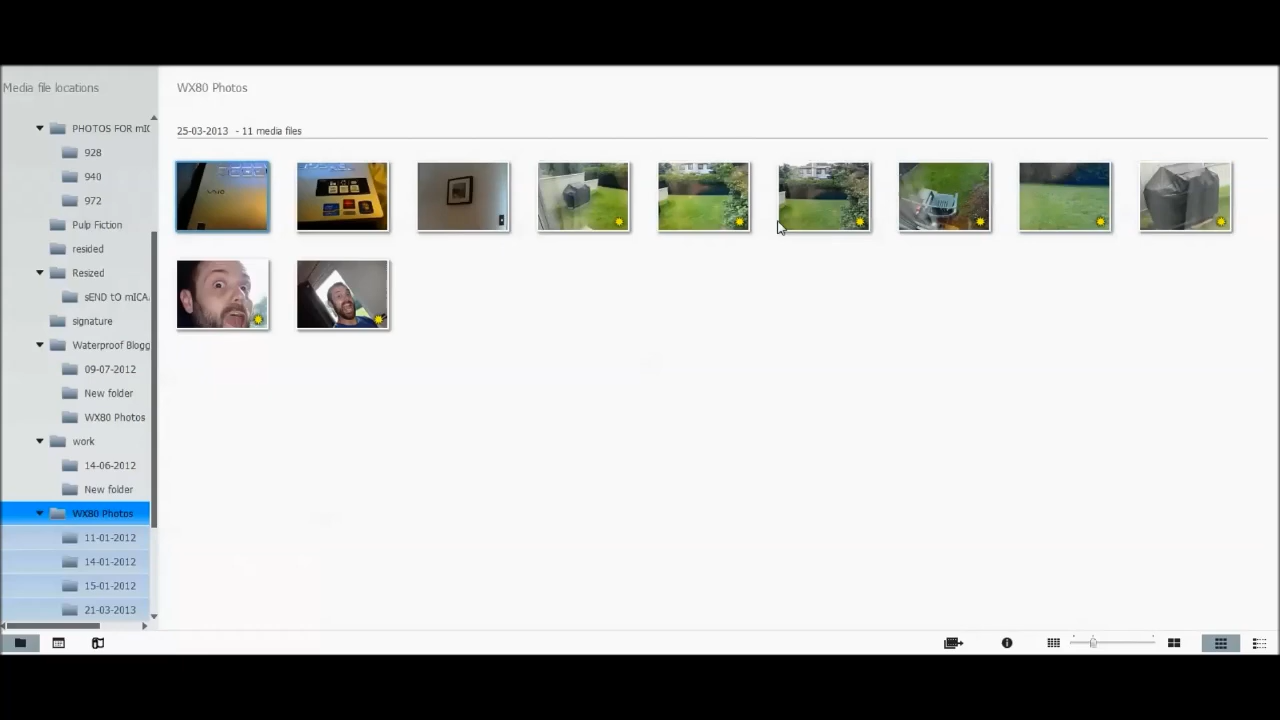 Media file locations
WX80 Photos
PHOTOS FOR mIC
25-03-2013 - 11 media files
928
940
972
Pulp Fiction
resided
Resized
sEND tO mICA
signature
Waterproof Blogg
09-07-2012
New folder
WX80 Photos
work
14-06-2012
New folder
WX80 Photos
11-01-2012
14-01-2012
15-01-2012
21-03-2013